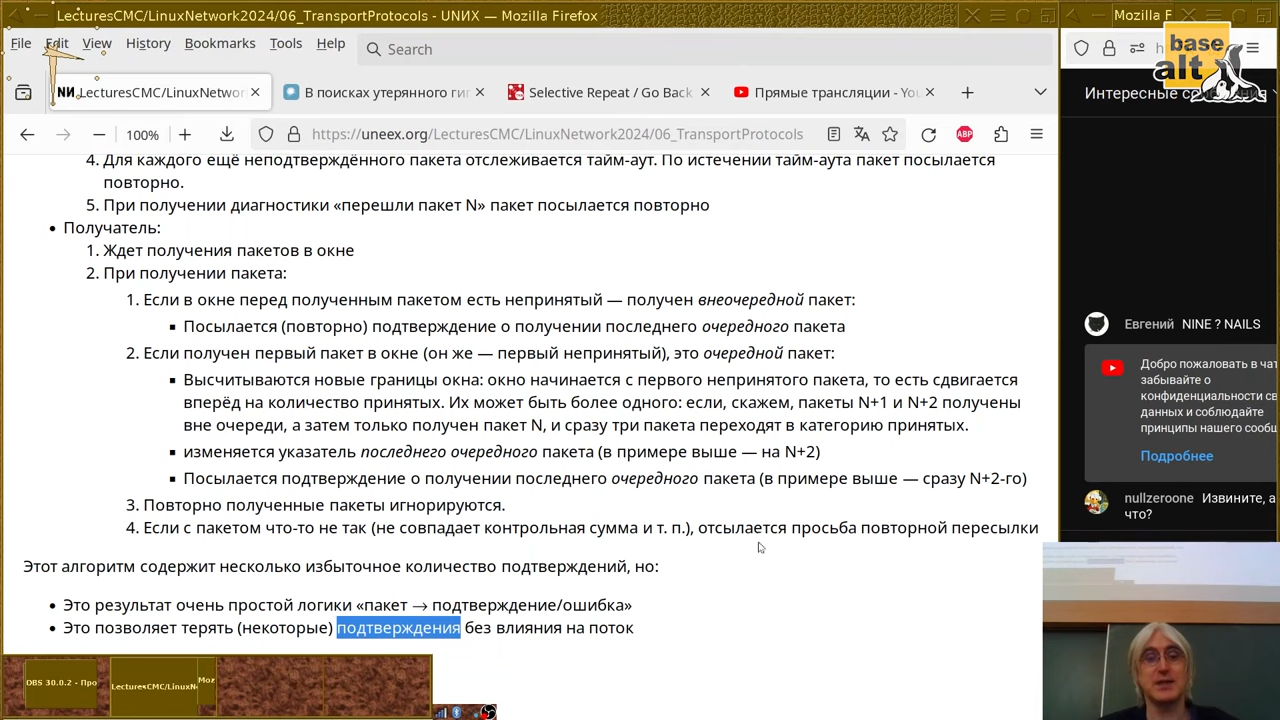 LecturesCMC/LinuxNetwork2024/06_TransportProtocols - UNИX — Mozilla Firefox
Mozilla F
File Edit View History Bookmarks Tools Help
Search
base
alt
LecturesCMC/LinuxNetwor
В поисках утерянного гиг
Selective Repeat / Go Back
Прямые трансляции - You
Интересные
100%
https://uneex.org/LecturesCMC/LinuxNetwork2024/06_TransportProtocols
ABP
4. Для каждого ещё неподтверждённого пакета отслеживается тайм-аут. По истечении тайм-аута пакет посылается
повторно.
5. При получении диагностики «перешли пакет N» пакет посылается повторно
• Получатель:
1. Ждет получения пакетов в окне
2. При получении пакета:
1. Если в окне перед полученным пакетом есть непринятый — получен внеочередной пакет:
▪ Посылается (повторно) подтверждение о получении последнего очередного пакета
2. Если получен первый пакет в окне (он же — первый непринятый), это очередной пакет:
▪ Высчитываются новые границы окна: окно начинается с первого непринятого пакета, то есть сдвигается
вперёд на количество принятых. Их может быть более одного: если, скажем, пакеты N+1 и N+2 получены
вне очереди, а затем только получен пакет N, и сразу три пакета переходят в категорию принятых.
▪ изменяется указатель последнего очередного пакета (в примере выше — на N+2)
▪ Посылается подтверждение о получении последнего очередного пакета (в примере выше — сразу N+2-го)
3. Повторно полученные пакеты игнорируются.
4. Если с пакетом что-то не так (не совпадает контрольная сумма и т. п.), отсылается просьба повторной пересылки
Этот алгоритм содержит несколько избыточное количество подтверждений, но:
• Это результат очень простой логики «пакет → подтверждение/ошибка»
• Это позволяет терять (некоторые) подтверждения без влияния на поток
Евгений NINE ? NAILS
Добро пожаловать в чат
забывайте о
конфиденциальности св
данных и соблюдайте
принципы нашего сообщ
Подробнее
nullzeroone Извините, а
что?
OBS 30.0.2 - Про
LecturesCMC/LinuxN
Moz